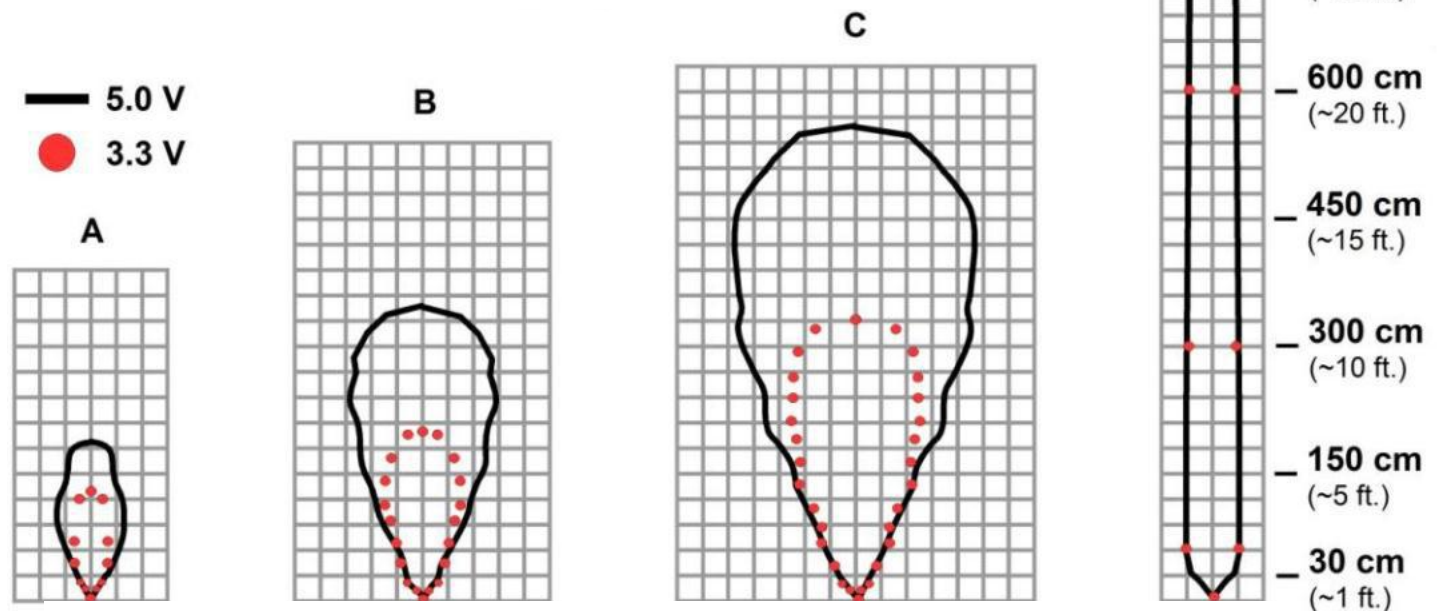 C
B
5.0 V
3.3 V
A
600 cm
(~20 ft.)
450 cm
(~15 ft.)
300 cm
(~10 ft.)
150 cm
(~5 ft.)
30 cm
(~1 ft.)